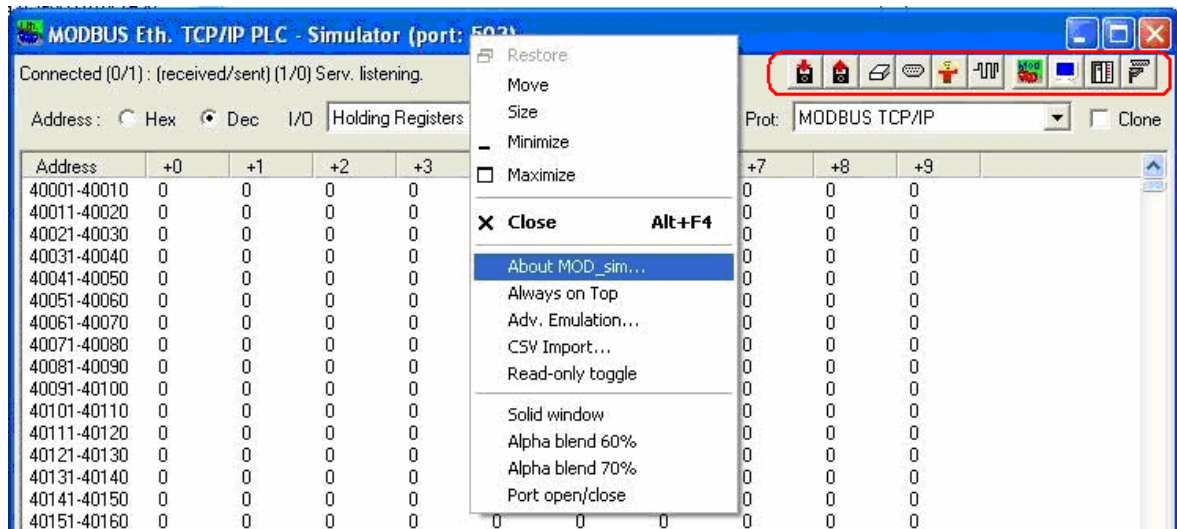 MODBUS Eth. TCP/IP PLC - Simulator (port: 502)
Connected (0/1) : (received/sent) (1/0) Serv. listening.
Address : Hex Dec I/O Holding Registers Prot: MODBUS TCP/IP Clone
Restore
Move
Size
Minimize
Maximize
Close Alt+F4
About MOD_sim...
Always on Top
Adv. Emulation...
CSV Import...
Read-only toggle
Solid window
Alpha blend 60%
Alpha blend 70%
Port open/close
Address +0 +1 +2 +3 +7 +8 +9
40001-40010 0 0 0 0 0 0 0
40011-40020 0 0 0 0 0 0 0
40021-40030 0 0 0 0 0 0 0
40031-40040 0 0 0 0 0 0 0
40041-40050 0 0 0 0 0 0 0
40051-40060 0 0 0 0 0 0 0
40061-40070 0 0 0 0 0 0 0
40071-40080 0 0 0 0 0 0 0
40081-40090 0 0 0 0 0 0 0
40091-40100 0 0 0 0 0 0 0
40101-40110 0 0 0 0 0 0 0
40111-40120 0 0 0 0 0 0 0
40121-40130 0 0 0 0 0 0 0
40131-40140 0 0 0 0 0 0 0
40141-40150 0 0 0 0 0 0 0
40151-40160 0 0 0 0 0 0 0 0 0 0